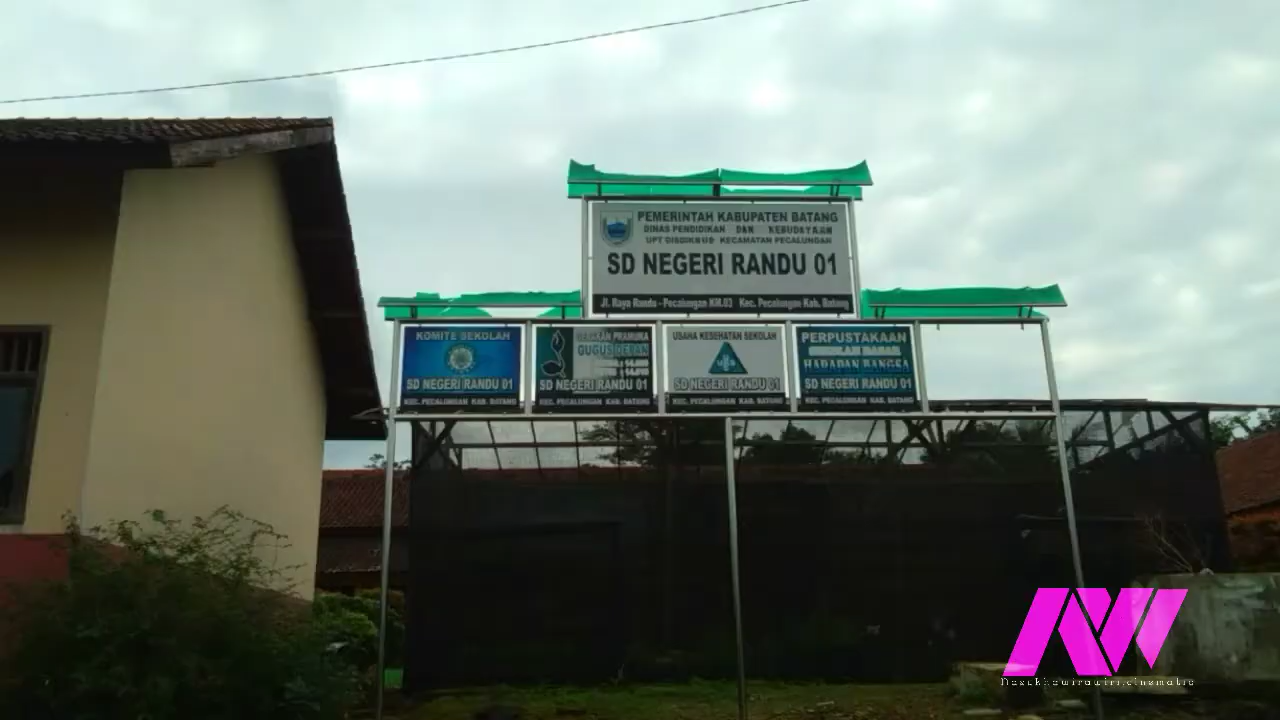 PEMERINTAH KABUPATEN BATANG
DINAS PENDIDIKAN DAN KEBUDAYAAN
UPT DISDIKBUD KECAMATAN PECALUNGAN
SD NEGERI RANDU 01
Jl. Raya Randu - Pecalungan KM.03 Kec. Pecalungan Kab. Batang
KOMITE SEKOLAH
SD NEGERI RANDU 01
KEC. PECALUNGAN KAB. BATANG
PRAMUKA
GUGUS DEPAN
SD NEGERI RANDU 01
KEC. PECALUNGAN KAB. BATANG
USAHA KESEHATAN SEKOLAH
SD NEGERI RANDU 01
KEC. PECALUNGAN KAB. BATANG
PERPUSTAKAAN
HARAPAN BANGSA
SD NEGERI RANDU 01
KEC. PECALUNGAN KAB. BATANG